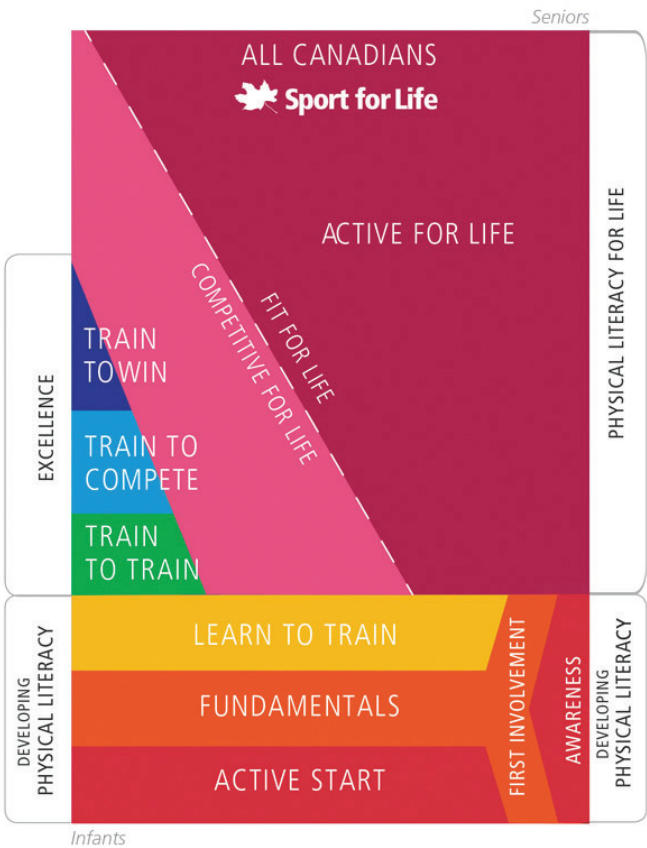 Seniors
ALL CANADIANS
Sport for Life
ACTIVE FOR LIFE
FIT FOR LIFE
COMPETITIVE FOR LIFE
PHYSICAL LITERACY FOR LIFE
EXCELLENCE
TRAIN
TO WIN
TRAIN TO
COMPETE
TRAIN
TO TRAIN
DEVELOPING
PHYSICAL LITERACY
LEARN TO TRAIN
FUNDAMENTALS
ACTIVE START
FIRST INVOLVEMENT
AWARENESS
DEVELOPING
PHYSICAL LITERACY
Infants